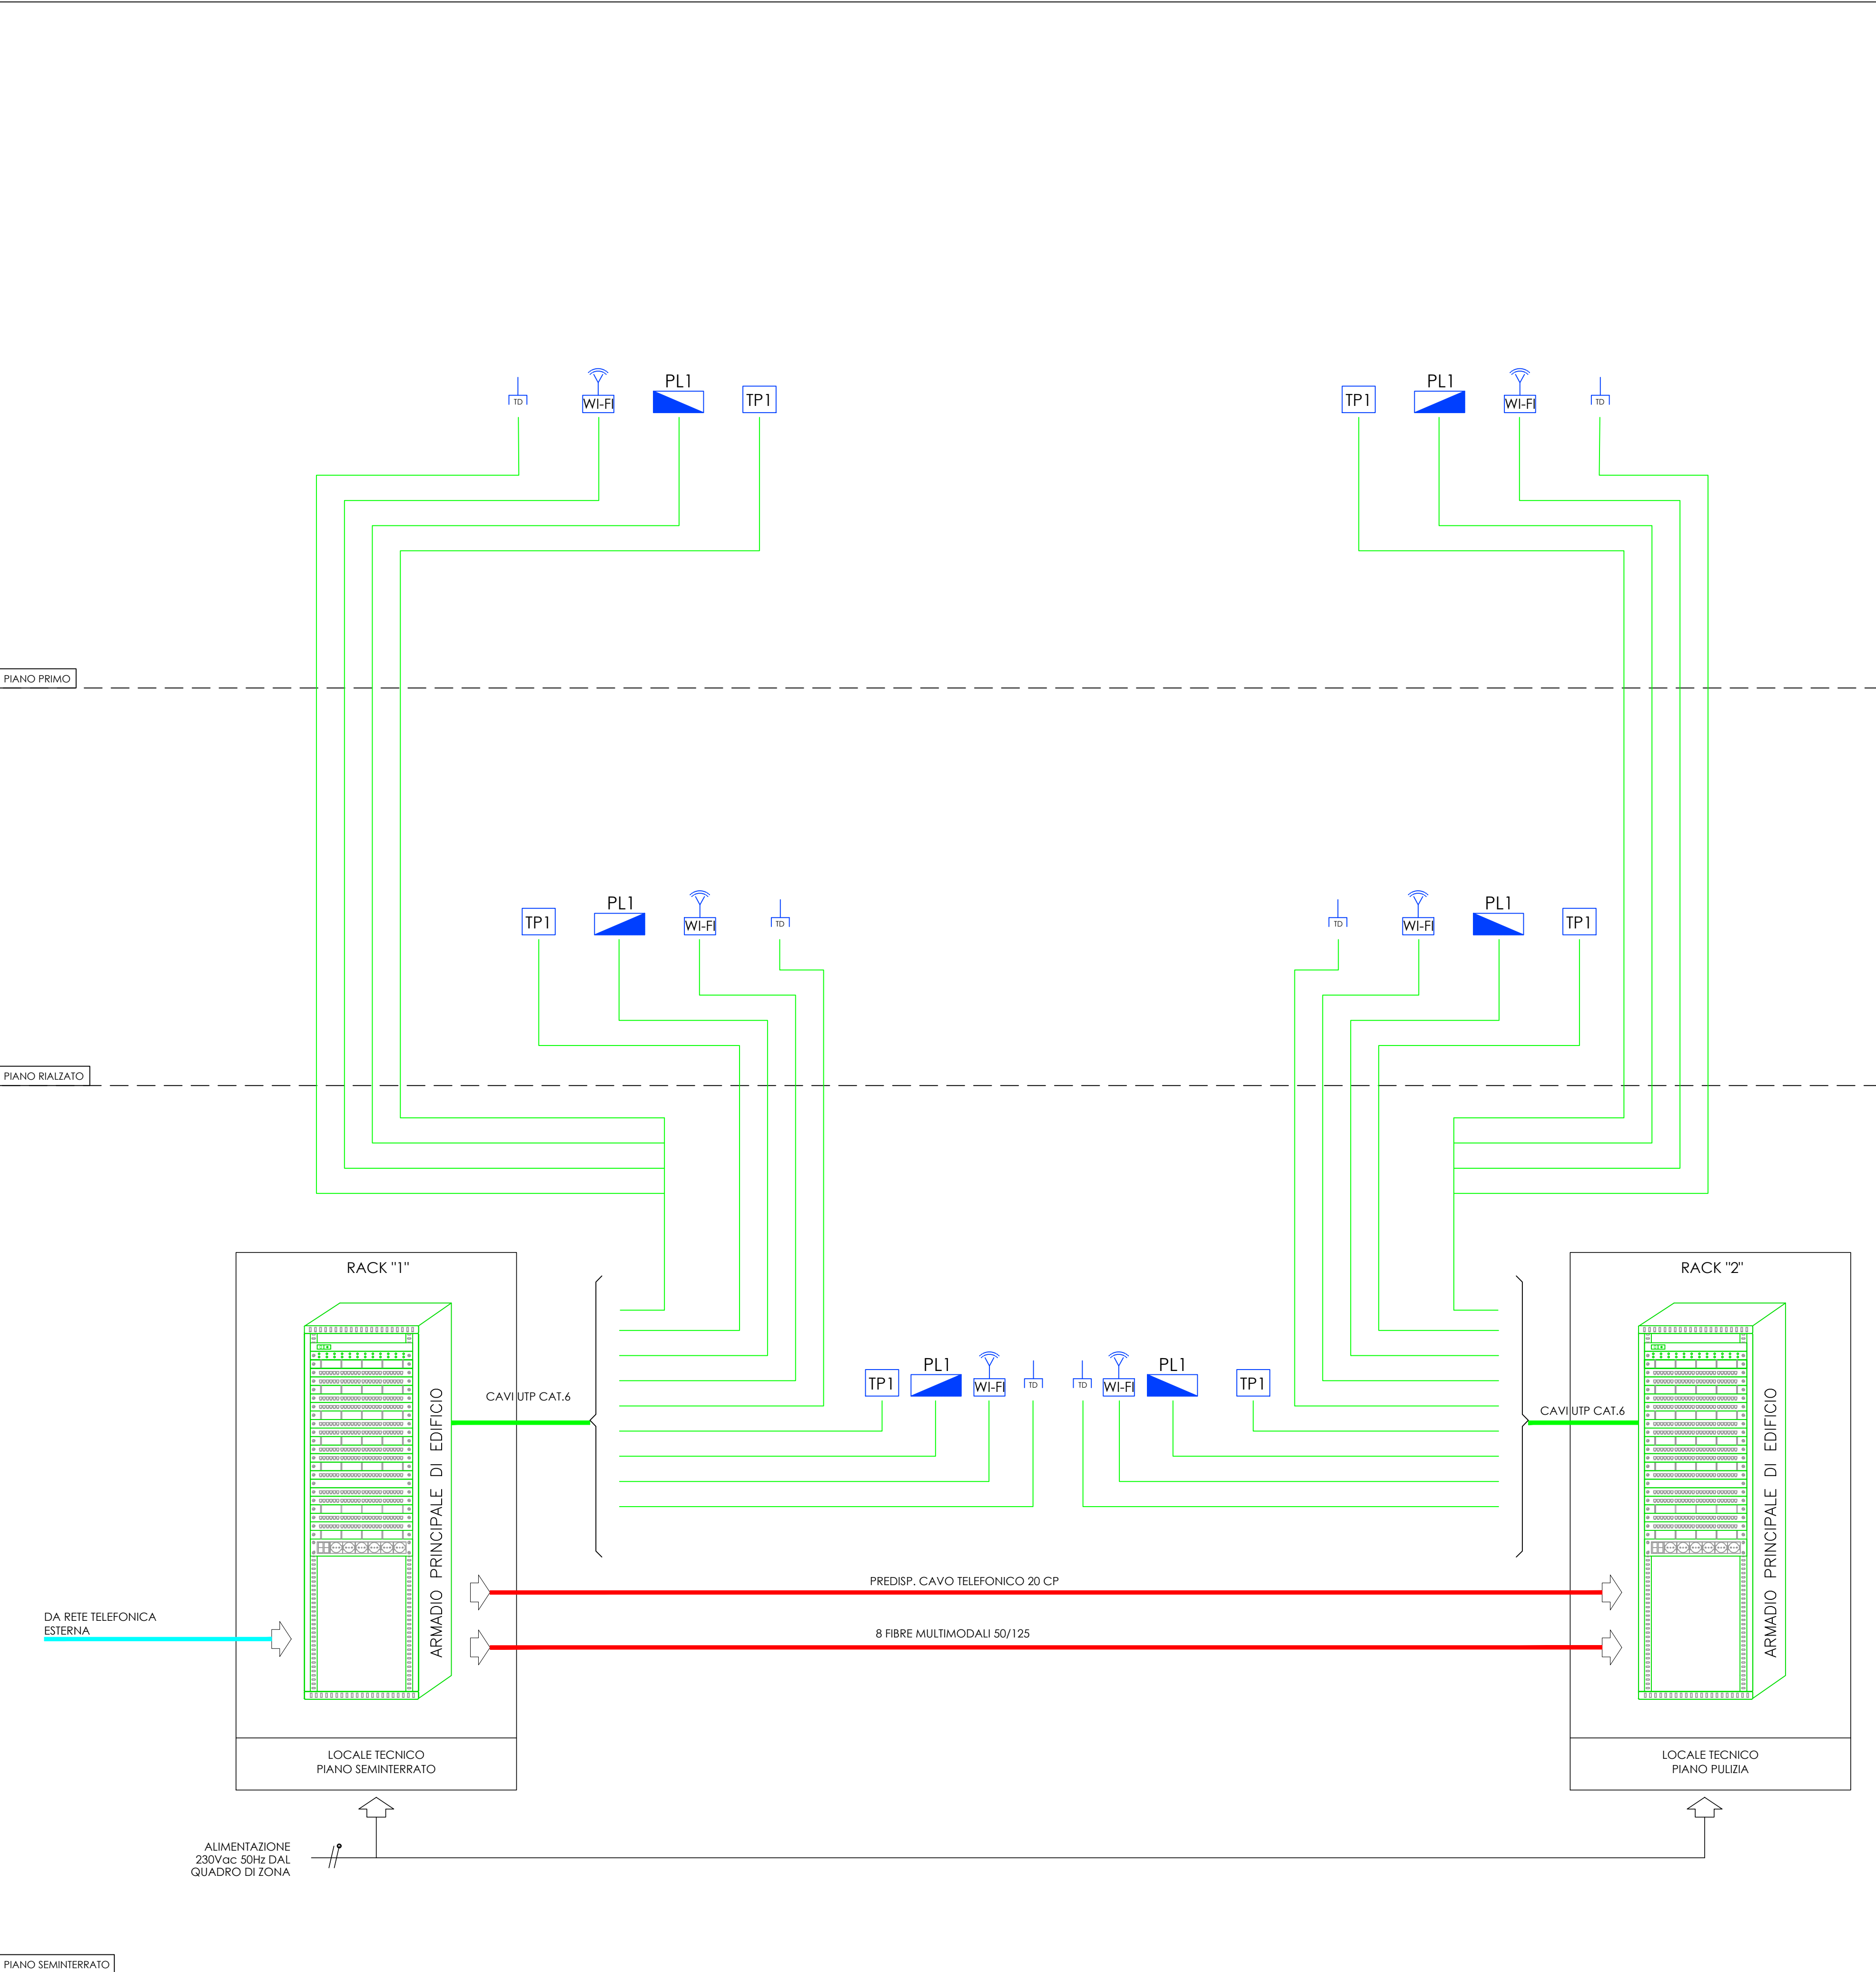 PL1
PL1
TD
WI-FI
TP1
TP1
WI-FI
TD
PIANO PRIMO
PL1
PL1
TP1
WI-FI
TD
TD
WI-FI
TP1
PIANO RIALZATO
RACK "1"
RACK "2"
PL1
PL1
TP1
WI-FI
TD
TD
WI-FI
TP1
CAVI UTP CAT.6
CAVI UTP CAT.6
ARMADIO PRINCIPALE DI EDIFICIO
ARMADIO PRINCIPALE DI EDIFICIO
PREDISP. CAVO TELEFONICO 20 CP
DA RETE TELEFONICA
ESTERNA
8 FIBRE MULTIMODALI 50/125
LOCALE TECNICO
PIANO SEMINTERRATO
LOCALE TECNICO
PIANO PULIZIA
ALIMENTAZIONE
230Vac 50Hz DAL
QUADRO DI ZONA
PIANO SEMINTERRATO